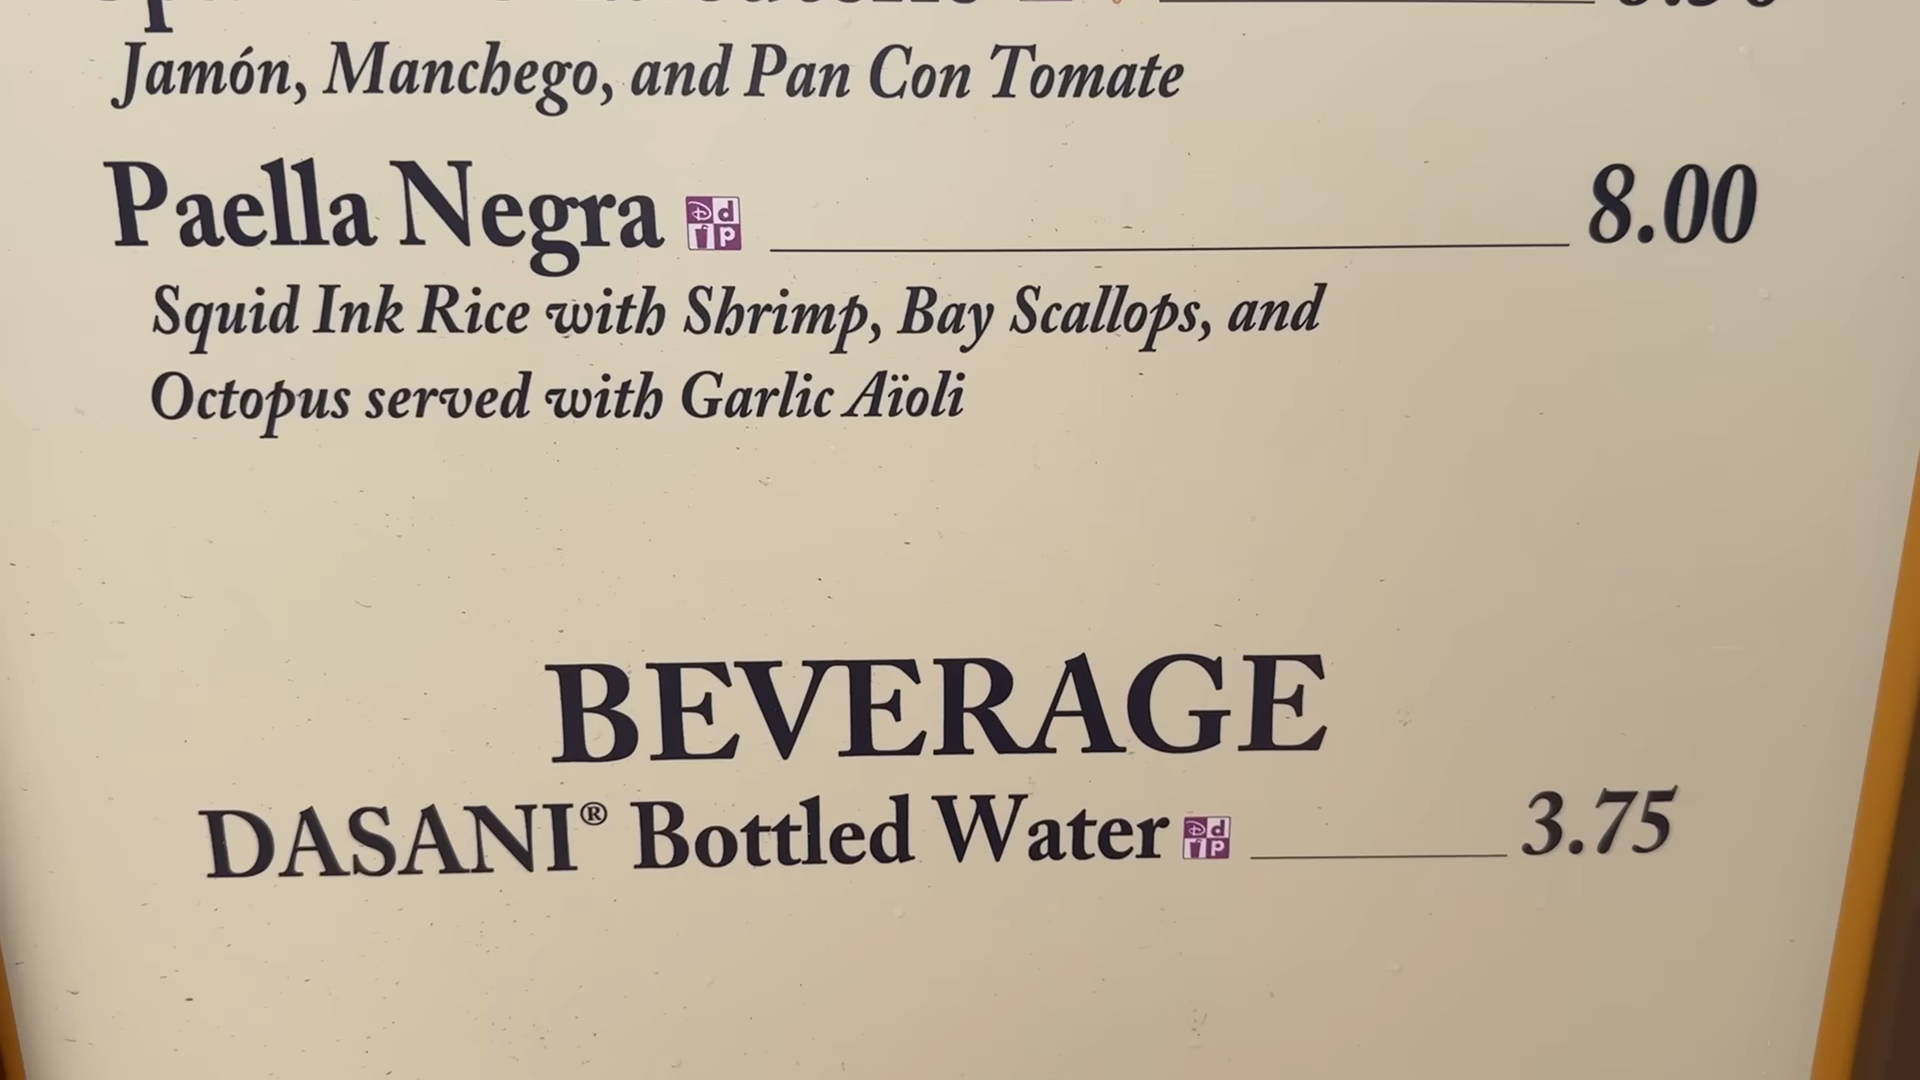 Jamón, Manchego, and Pan Con Tomate
Paella Negra 8.00
Squid Ink Rice with Shrimp, Bay Scallops, and
Octopus served with Garlic Aïoli
BEVERAGE
DASANI® Bottled Water 3.75